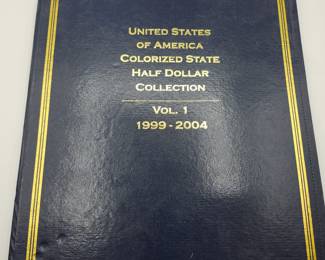 United States
of America
Colorized State
Half Dollar
Collection
Vol. 1
1999 - 2004